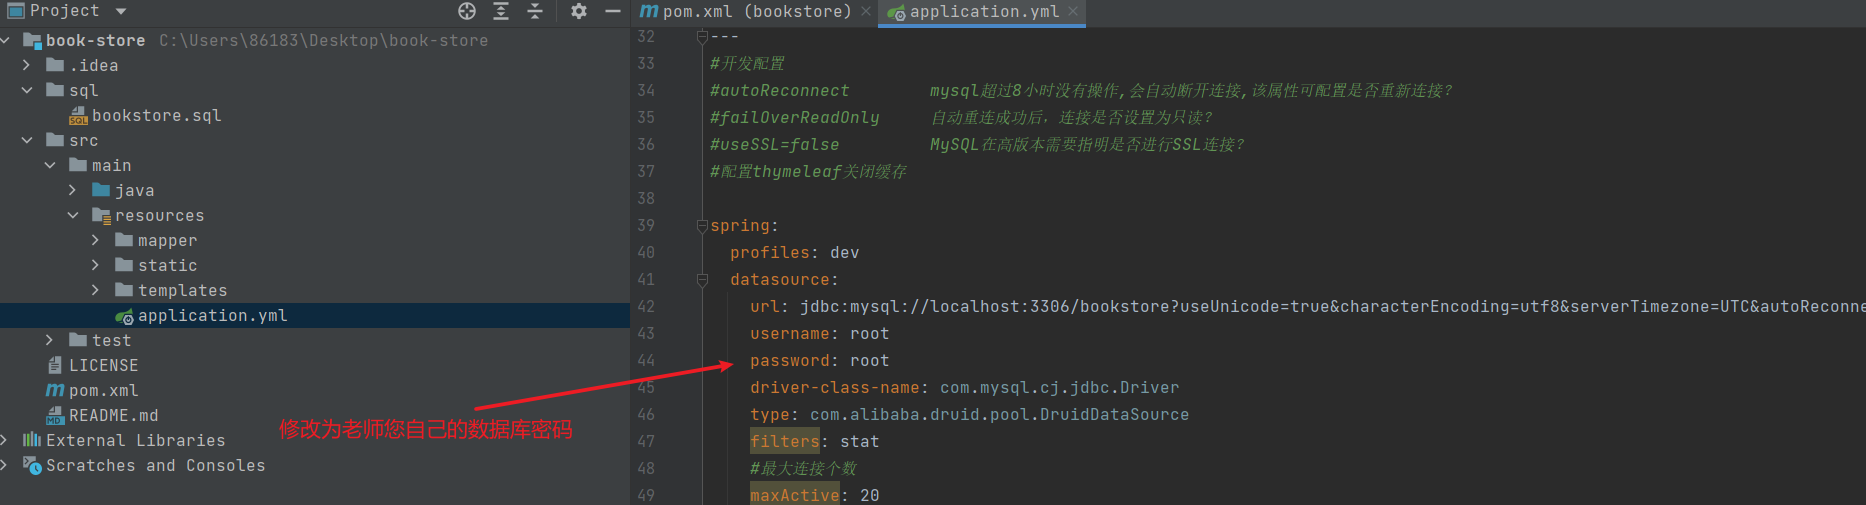 Project
book-store C:\Users\86183\Desktop\book-store
.idea
sql
bookstore.sql
src
main
java
resources
mapper
static
templates
application.yml
test
LICENSE
pom.xml
README.md
External Libraries
Scratches and Consoles
修改为老师您自己的数据库密码
pom.xml (bookstore)
application.yml
32 ---
33 #开发配置
34 #autoReconnect mysql超过8小时没有操作,会自动断开连接,该属性可配置是否重新连接?
35 #failOverReadOnly 自动重连成功后，连接是否设置为只读?
36 #useSSL=false MySQL在高版本需要指明是否进行SSL连接?
37 #配置thymeleaf关闭缓存
38
39 spring:
40 profiles: dev
41 datasource:
42 url: jdbc:mysql://localhost:3306/bookstore?useUnicode=true&characterEncoding=utf8&serverTimezone=UTC&autoReconne
43 username: root
44 password: root
45 driver-class-name: com.mysql.cj.jdbc.Driver
46 type: com.alibaba.druid.pool.DruidDataSource
47 filters: stat
48 #最大连接个数
49 maxActive: 20